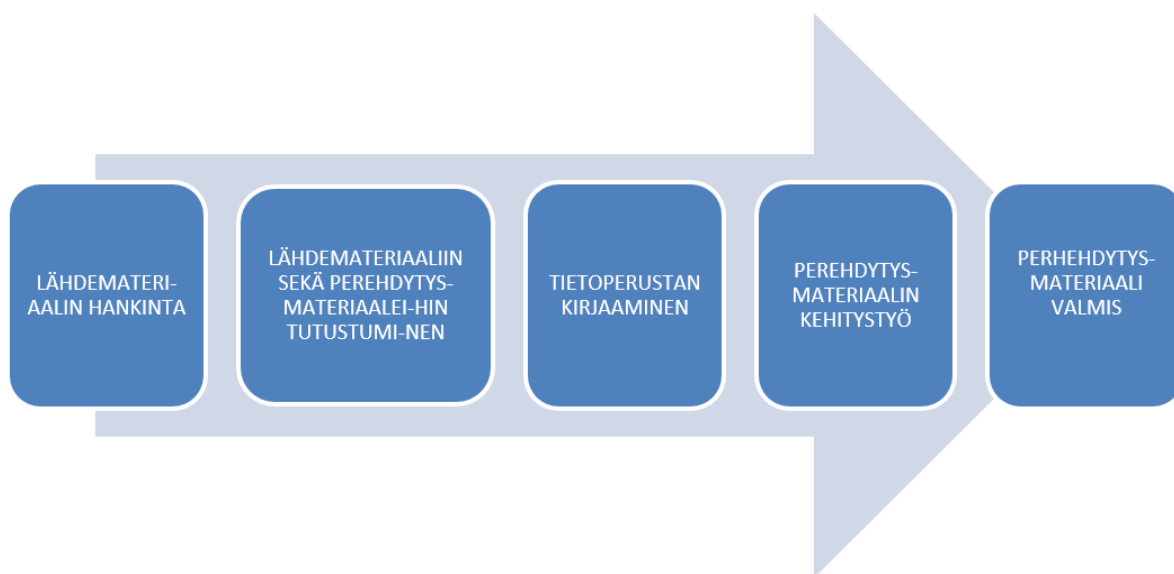 LÄHDEMATERI-
AALIN HANKINTA
LÄHDEMATERIAALIIN
SEKÄ PEREHDYTYS-
MATERIAALEI-HIN
TUTUSTUMI-NEN
TIETOPERUSTAN
KIRJAAMINEN
PEREHDYTYS-
MATERIAALIN
KEHITYSTYÖ
PERHEHDYTYS-
MATERIAALI
VALMIS